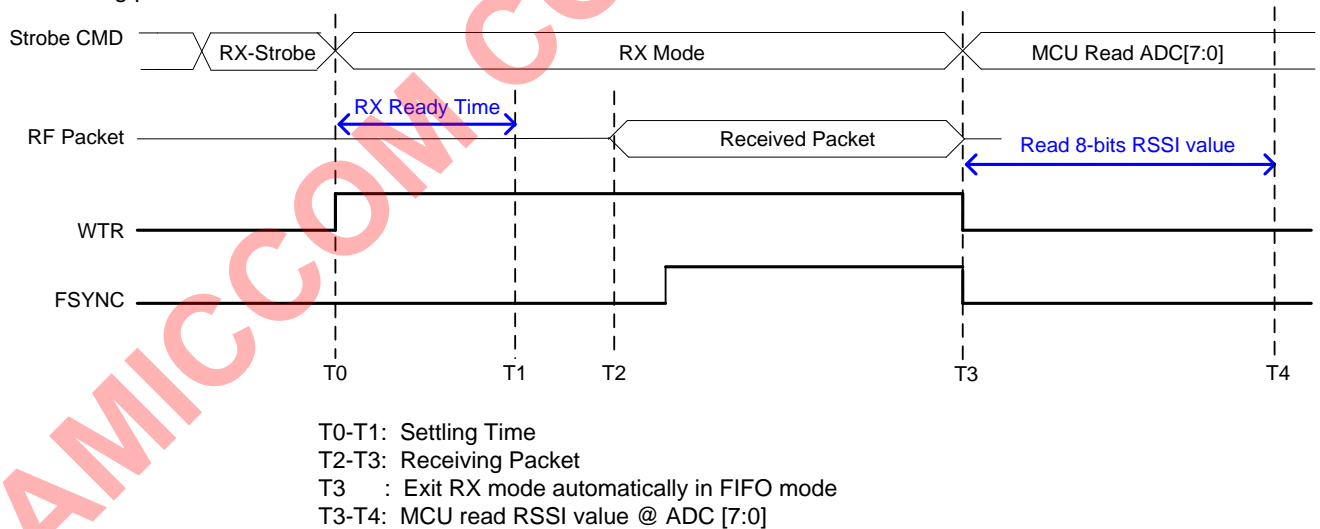 Strobe CMD
RX-Strobe
RX Mode
MCU Read ADC[7:0]
RX Ready Time
RF Packet
Received Packet
Read 8-bits RSSI value
WTR
FSYNC
T0 T1 T2 T3 T4
T0-T1: Settling Time
T2-T3: Receiving Packet
T3 : Exit RX mode automatically in FIFO mode
T3-T4: MCU read RSSI value @ ADC [7:0]
AMICCOM CO